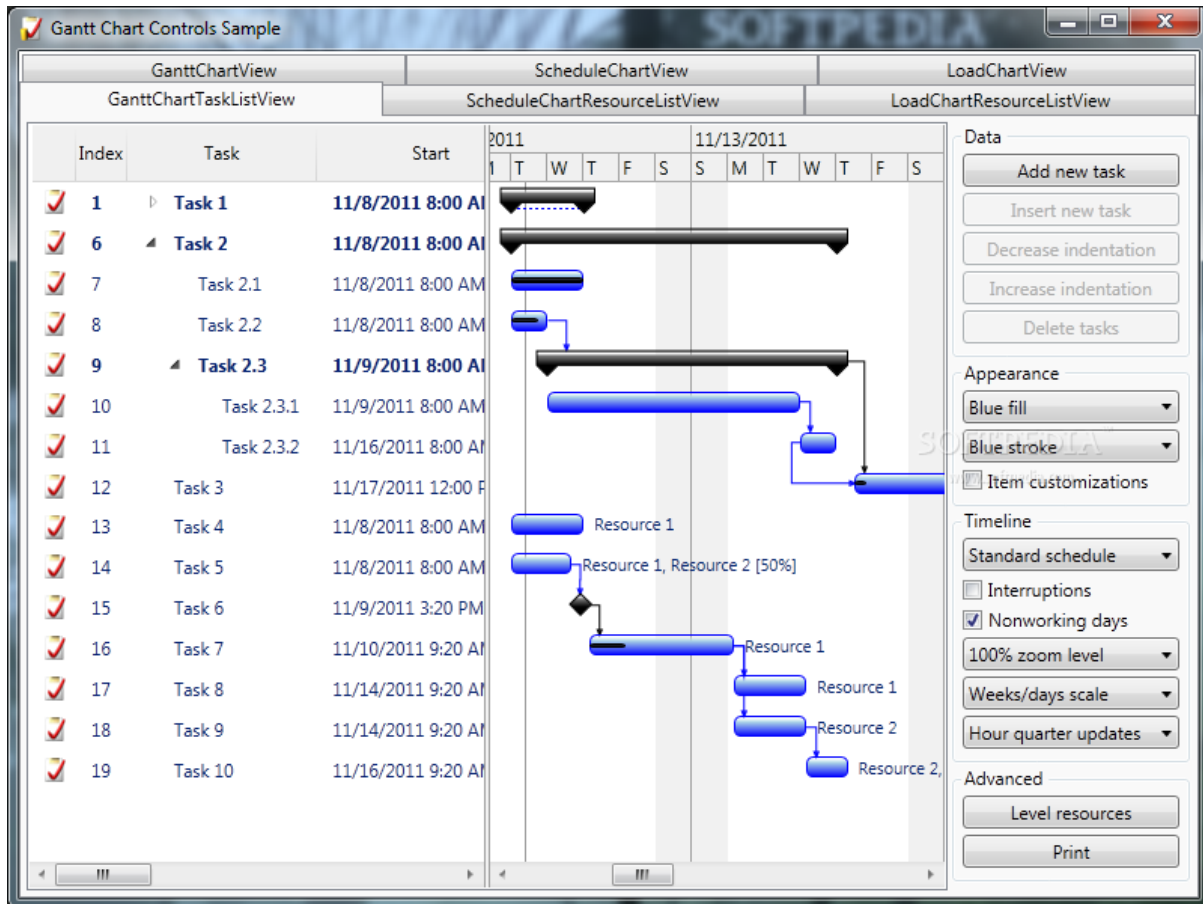 SOFTPEDIA
Gantt Chart Controls Sample
GanttChartView
ScheduleChartView
LoadChartView
GanttChartTaskListView
ScheduleChartResourceListView
LoadChartResourceListView
Index Task Start
2011 11/13/2011
T W T F S S M T W T F S
1 Task 1 11/8/2011 8:00 A
6 Task 2 11/8/2011 8:00 A
7 Task 2.1 11/8/2011 8:00 AM
8 Task 2.2 11/8/2011 8:00 AM
9 Task 2.3 11/9/2011 8:00 A
10 Task 2.3.1 11/9/2011 8:00 AM
11 Task 2.3.2 11/16/2011 8:00 A
12 Task 3 11/17/2011 12:00
13 Task 4 11/8/2011 8:00 AM Resource 1
14 Task 5 11/8/2011 8:00 AM Resource 1, Resource 2 [50%]
15 Task 6 11/9/2011 3:20 PM
16 Task 7 11/10/2011 9:20 A Resource 1
17 Task 8 11/14/2011 9:20 A Resource 1
18 Task 9 11/14/2011 9:20 A Resource 2
19 Task 10 11/16/2011 9:20 A Resource 2,
Data
Add new task
Insert new task
Decrease indentation
Increase indentation
Delete tasks
Appearance
Blue fill
SOFTPEDIA
Blue stroke
Item customizations
Timeline
Standard schedule
Interruptions
Nonworking days
100% zoom level
Weeks/days scale
Hour quarter updates
Advanced
Level resources
Print